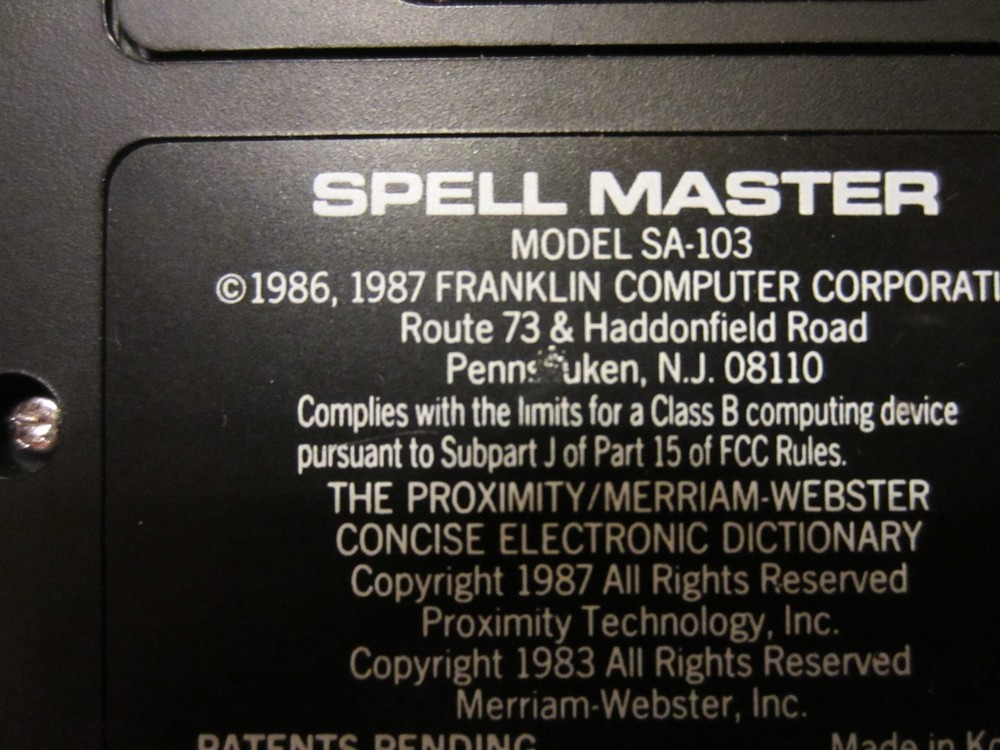 SPELL MASTER
MODEL SA-103
©1986, 1987 FRANKLIN COMPUTER CORPORATI
Route 73 & Haddonfield Road
N.J. 08110
Complies with the limits for a Class B computing device
pursuant to Subpart J of Part 15 of FCC Rules.
THE PROXIMITY/MERRIAM-WEBSTER
CONCISE ELECTRONIC DICTIONARY
Copyright 1987 All Rights Reserved
Proximity Technology, Inc.
Copyright 1983 All Rights Reserved
Merriam-Webster, Inc.
PATENTS PENDING Made in Ko